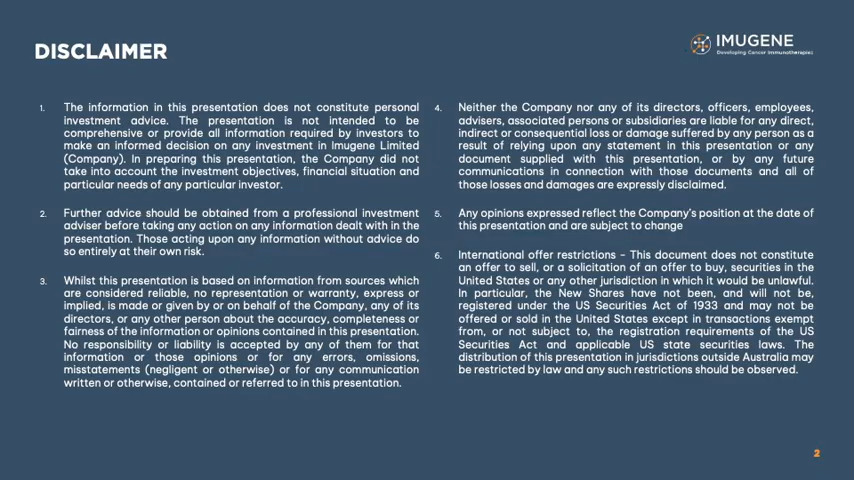 DISCLAIMER
IMUGENE
Developing Cancer Immunotherapies
1. The information in this presentation does not constitute personal
investment advice. The presentation is not intended to be
comprehensive or provide all information required by investors to
make an informed decision on any investment in Imugene Limited
(Company). In preparing this presentation, the Company did not
take into account the investment objectives, financial situation and
particular needs of any particular investor.
2. Further advice should be obtained from a professional investment
adviser before taking any action on any information dealt with in the
presentation. Those acting upon any information without advice do
so entirely at their own risk.
3. Whilst this presentation is based on information from sources which
are considered reliable, no representation or warranty, express or
implied, is made or given by or on behalf of the Company, any of its
directors, or any other person about the accuracy, completeness or
fairness of the information or opinions contained in this presentation.
No responsibility or liability is accepted by any of them for that
information or those opinions or for any errors, omissions,
misstatements (negligent or otherwise) or for any communication
written or otherwise, contained or referred to in this presentation.
4. Neither the Company nor any of its directors, officers, employees,
advisers, associated persons or subsidiaries are liable for any direct,
indirect or consequential loss or damage suffered by any person as a
result of relying upon any statement in this presentation or any
document supplied with this presentation, or by any future
communications in connection with those documents and all of
those losses and damages are expressly disclaimed.
5. Any opinions expressed reflect the Company's position at the date of
this presentation and are subject to change
6. International offer restrictions - This document does not constitute
an offer to sell, or a solicitation of an offer to buy, securities in the
United States or any other jurisdiction in which it would be unlawful.
In particular, the New Shares have not been, and will not be,
registered under the US Securities Act of 1933 and may not be
offered or sold in the United States except in transactions exempt
from, or not subject to, the registration requirements of the US
Securities Act and applicable US state securities laws. The
distribution of this presentation in jurisdictions outside Australia may
be restricted by law and any such restrictions should be observed.
2